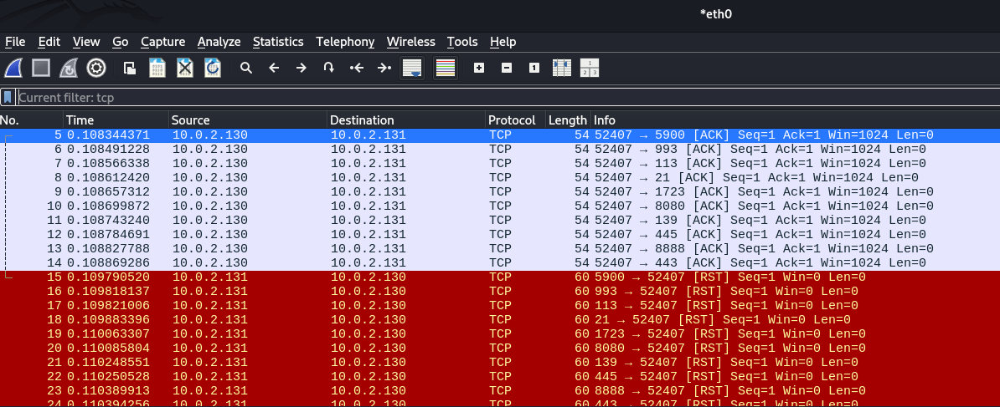 *eth0
File Edit View Go Capture Analyze Statistics Telephony Wireless Tools Help
Current filter: tcp
No. Time Source Destination Protocol Length Info
5 0.108344371 10.0.2.130 10.0.2.131 TCP 54 52407 → 5900 [ACK] Seq=1 Ack=1 Win=1024 Len=0
6 0.108491228 10.0.2.130 10.0.2.131 TCP 54 52407 → 993 [ACK] Seq=1 Ack=1 Win=1024 Len=0
7 0.108566338 10.0.2.130 10.0.2.131 TCP 54 52407 → 113 [ACK] Seq=1 Ack=1 Win=1024 Len=0
8 0.108612420 10.0.2.130 10.0.2.131 TCP 54 52407 → 21 [ACK] Seq=1 Ack=1 Win=1024 Len=0
9 0.108657312 10.0.2.130 10.0.2.131 TCP 54 52407 → 1723 [ACK] Seq=1 Ack=1 Win=1024 Len=0
10 0.108699872 10.0.2.130 10.0.2.131 TCP 54 52407 → 8080 [ACK] Seq=1 Ack=1 Win=1024 Len=0
11 0.108743240 10.0.2.130 10.0.2.131 TCP 54 52407 → 139 [ACK] Seq=1 Ack=1 Win=1024 Len=0
12 0.108784691 10.0.2.130 10.0.2.131 TCP 54 52407 → 445 [ACK] Seq=1 Ack=1 Win=1024 Len=0
13 0.108827788 10.0.2.130 10.0.2.131 TCP 54 52407 → 8888 [ACK] Seq=1 Ack=1 Win=1024 Len=0
14 0.108869286 10.0.2.130 10.0.2.131 TCP 54 52407 → 443 [ACK] Seq=1 Ack=1 Win=1024 Len=0
15 0.109790520 10.0.2.131 10.0.2.130 TCP 60 5900 → 52407 [RST] Seq=1 Win=0 Len=0
16 0.109818137 10.0.2.131 10.0.2.130 TCP 60 993 → 52407 [RST] Seq=1 Win=0 Len=0
17 0.109821006 10.0.2.131 10.0.2.130 TCP 60 113 → 52407 [RST] Seq=1 Win=0 Len=0
18 0.109883396 10.0.2.131 10.0.2.130 TCP 60 21 → 52407 [RST] Seq=1 Win=0 Len=0
19 0.110063307 10.0.2.131 10.0.2.130 TCP 60 1723 → 52407 [RST] Seq=1 Win=0 Len=0
20 0.110085804 10.0.2.131 10.0.2.130 TCP 60 8080 → 52407 [RST] Seq=1 Win=0 Len=0
21 0.110248551 10.0.2.131 10.0.2.130 TCP 60 139 → 52407 [RST] Seq=1 Win=0 Len=0
22 0.110250528 10.0.2.131 10.0.2.130 TCP 60 445 → 52407 [RST] Seq=1 Win=0 Len=0
23 0.110389913 10.0.2.131 10.0.2.130 TCP 60 8888 → 52407 [RST] Seq=1 Win=0 Len=0
24 0.110394256 10.0.2.131 10.0.2.130 TCP 60 443 → 52407 [RST] Seq=1 Win=0 Len=0